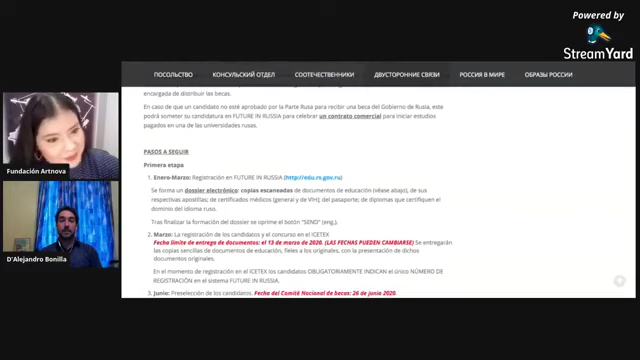 Powered by
StreamYard
ПОСОЛЬСТВО КОНСУЛЬСКИЙ ОТДЕЛ СООТЕЧЕСТВЕННИКИ ДВУСТОРОННИЕ СВЯЗИ РОССИЯ В МИРЕ ОБРАЗЫ РОССИИ
encargada de distribuir las becas.
En caso de que un candidato no esté aprobado por la Parte Rusa para recibir una beca del Gobierno de Rusia, este
podrá someter su candidatura en FUTURE IN RUSSIA para celebrar un contrato comercial para iniciar estudios
pagados en una de las universidades rusas.
PASOS A SEGUIR
Primera etapa
1. Enero-Marzo: Registración en FUTURE IN RUSSIA (http://edu.rs.gov.ru)
Se forma un dossier electrónico: copias escaneadas de documentos de educación (véase abajo), de sus
respectivas apostillas; de certificados médicos (general y de VIH); del pasaporte; de diplomas que certifiquen el
dominio del idioma ruso.
Tras finalizar la formación del dossier se oprime el botón "SEND" (eng.).
2. Marzo: La registración de los candidatos y el concurso en el ICETEX
Fecha límite de entrega de documentos: el 13 de marzo de 2020. (LAS FECHAS PUEDEN CAMBIARSE) Se entregarán
las copias sencillas de documentos de educación, fieles a los originales, con la presentación de dichos
documentos originales.
En el momento de registración en el ICETEX los candidatos OBLIGATORIAMENTE INDICAN el único NÚMERO DE
REGISTRACIÓN en el sistema FUTURE IN RUSSIA.
3. Junio: Preselección de los candidatos. Fecha del Comité Nacional de becas: 26 de junio 2020.
Fundación Artnova
D'Alejandro Bonilla